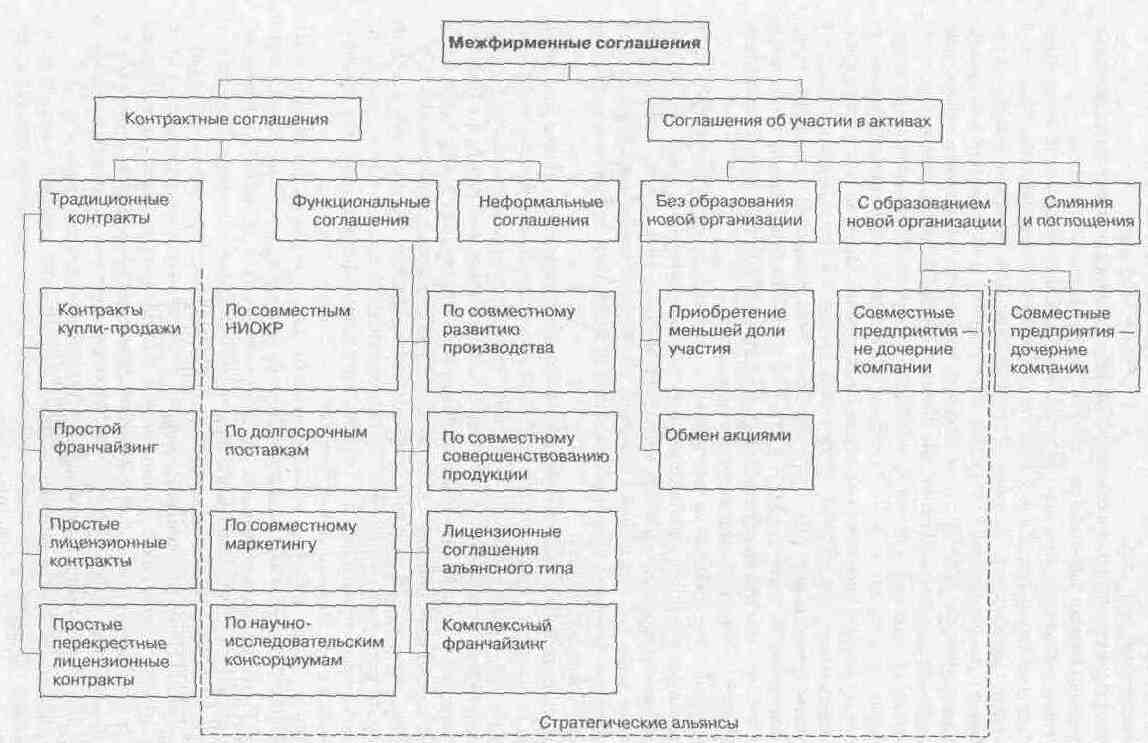 Межфирменные соглашения
Контрактные соглашения
Соглашения об участии в активах
Традиционные
контракты
Функциональные
соглашения
Неформальные
соглашения
Без образования
новой организации
С образованием
новой организации
Слияния
и поглощения
Контракты
купли-продажи
По совместным
НИОКР
По совместному
развитию
производства
Приобретение
меньшей доли
участия
Совместные
предприятия —
не дочерние
компании
Совместные
предприятия —
дочерние
компании
Простой
франчайзинг
По долгосрочным
поставкам
По совместному
совершенствованию
продукции
Обмен акциями
Простые
лицензионные
контракты
По совместному
маркетингу
Лицензионные
соглашения
альянсного типа
Простые
перекрестные
лицензионные
контракты
По научно-
исследовательским
консорциумам
Комплексный
франчайзинг
Стратегические альянсы